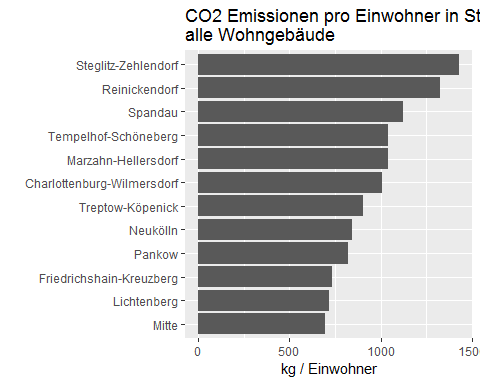 CO2 Emissionen pro Einwohner in St
alle Wohngebäude
Steglitz-Zehlendorf
Reinickendorf
Spandau
Tempelhof-Schöneberg
Marzahn-Hellersdorf
Charlottenburg-Wilmersdorf
Treptow-Köpenick
Neukölln
Pankow
Friedrichshain-Kreuzberg
Lichtenberg
Mitte
0 500 1000 1500
kg / Einwohner